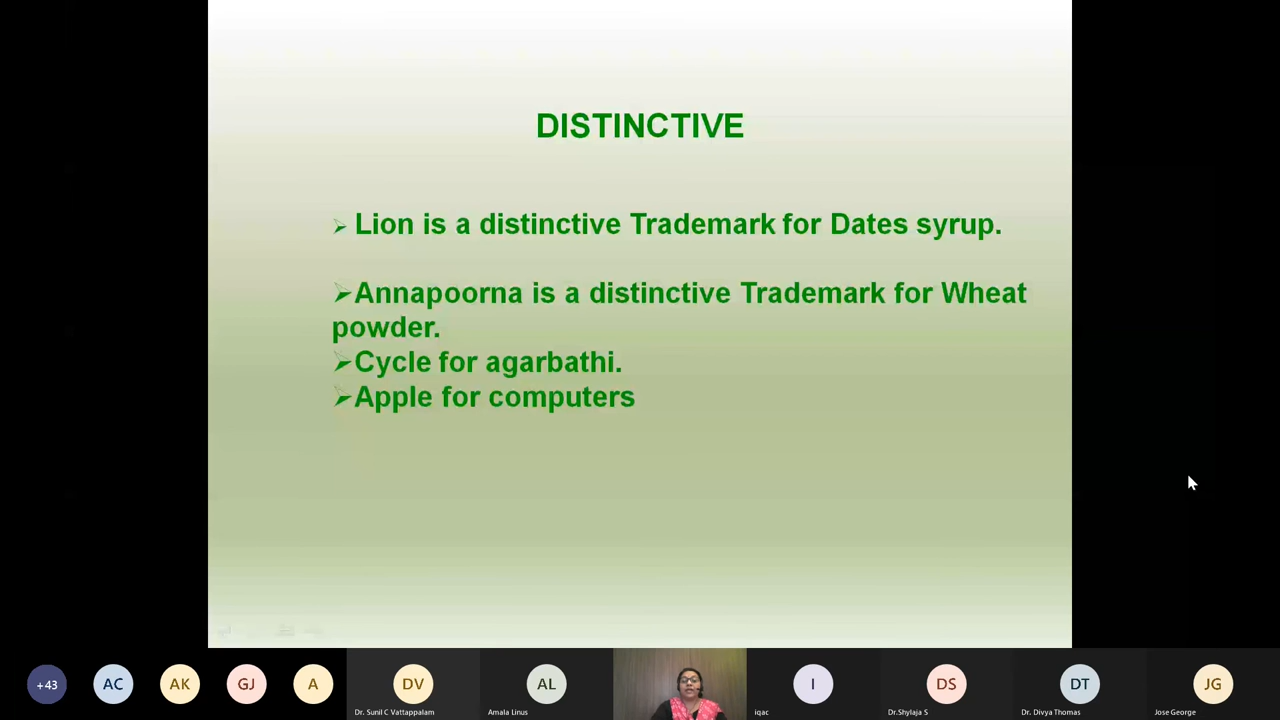 DISTINCTIVE
Lion is a distinctive Trademark for Dates syrup.
Annapoorna is a distinctive Trademark for Wheat
powder.
Cycle for agarbathi.
Apple for computers
+43
AC
AK
GJ
A
DV
AL
I
DS
DT
JG
Dr. Sunil C Vattappalam
Amala Linus
iqac
Dr.Shylaja S
Dr. Divya Thomas
Jose George